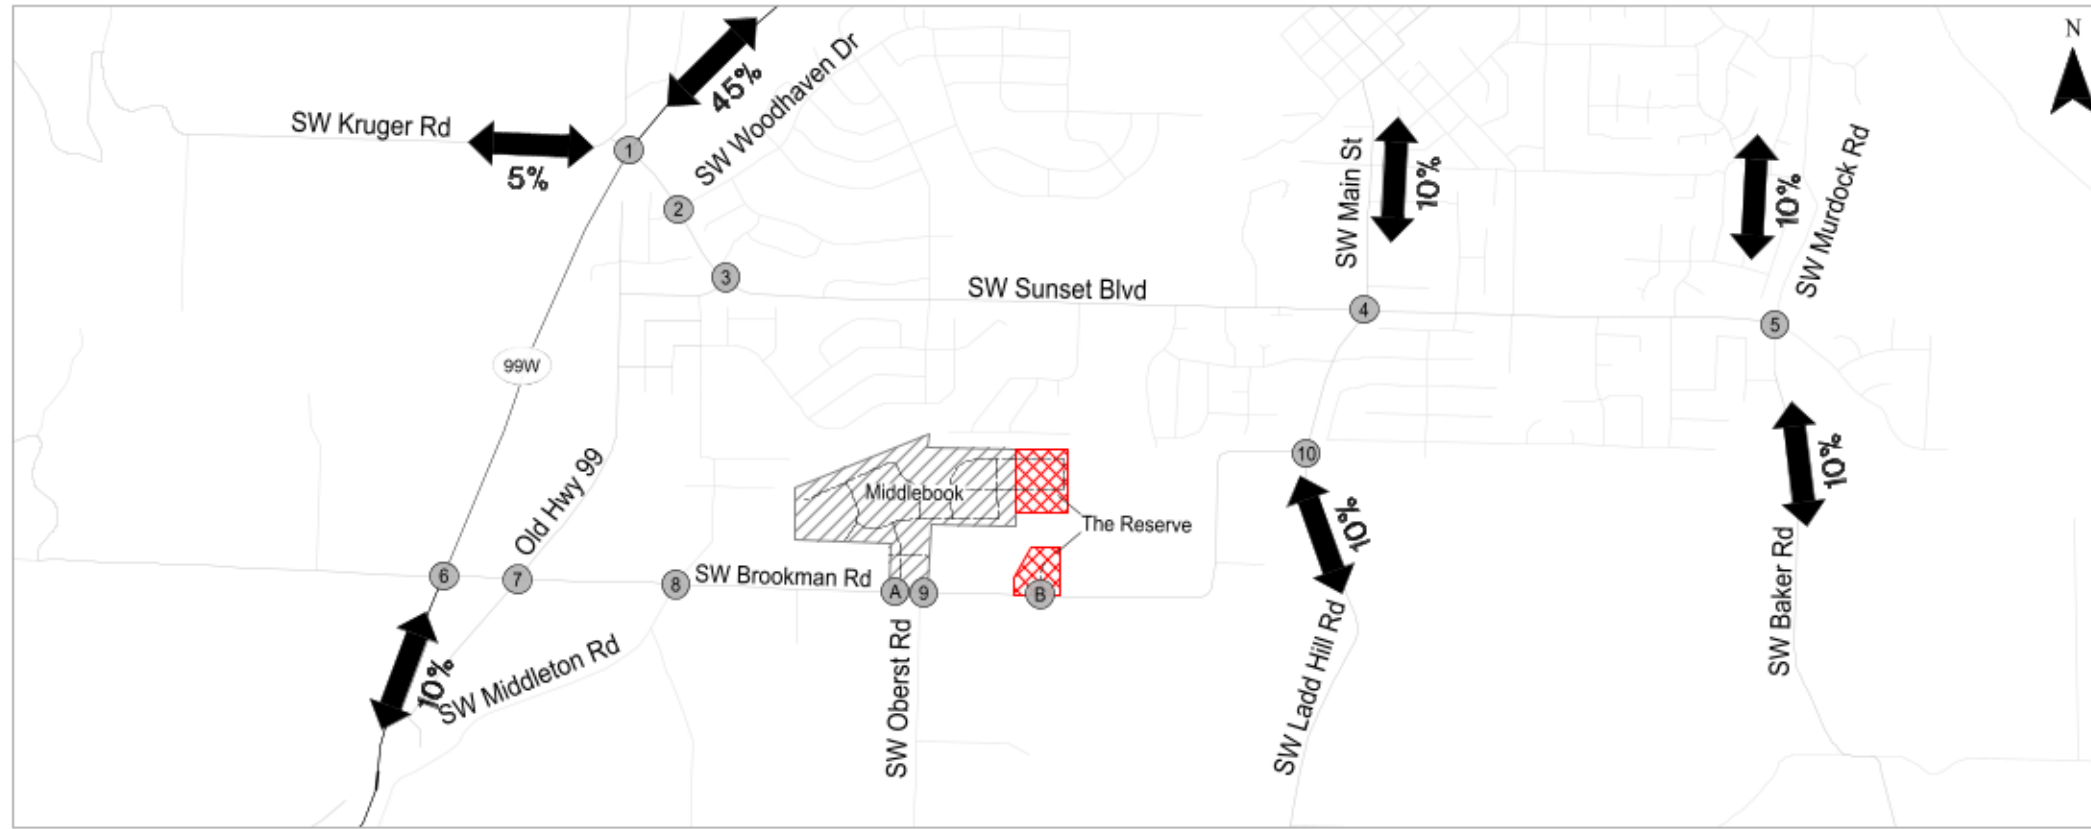 N
45%
SW Woodhaven Dr
SW Kruger Rd
5%
1
2
3
SW Main St
10%
10%
SW Murdock Rd
SW Sunset Blvd
4
5
99W
Old Hwy 99
Middlebook
The Reserve
10
10%
10%
6
7
8
SW Brookman Rd
A
9
B
10%
SW Middleton Rd
SW Oberst Rd
SW Ladd Hill Rd
SW Baker Rd